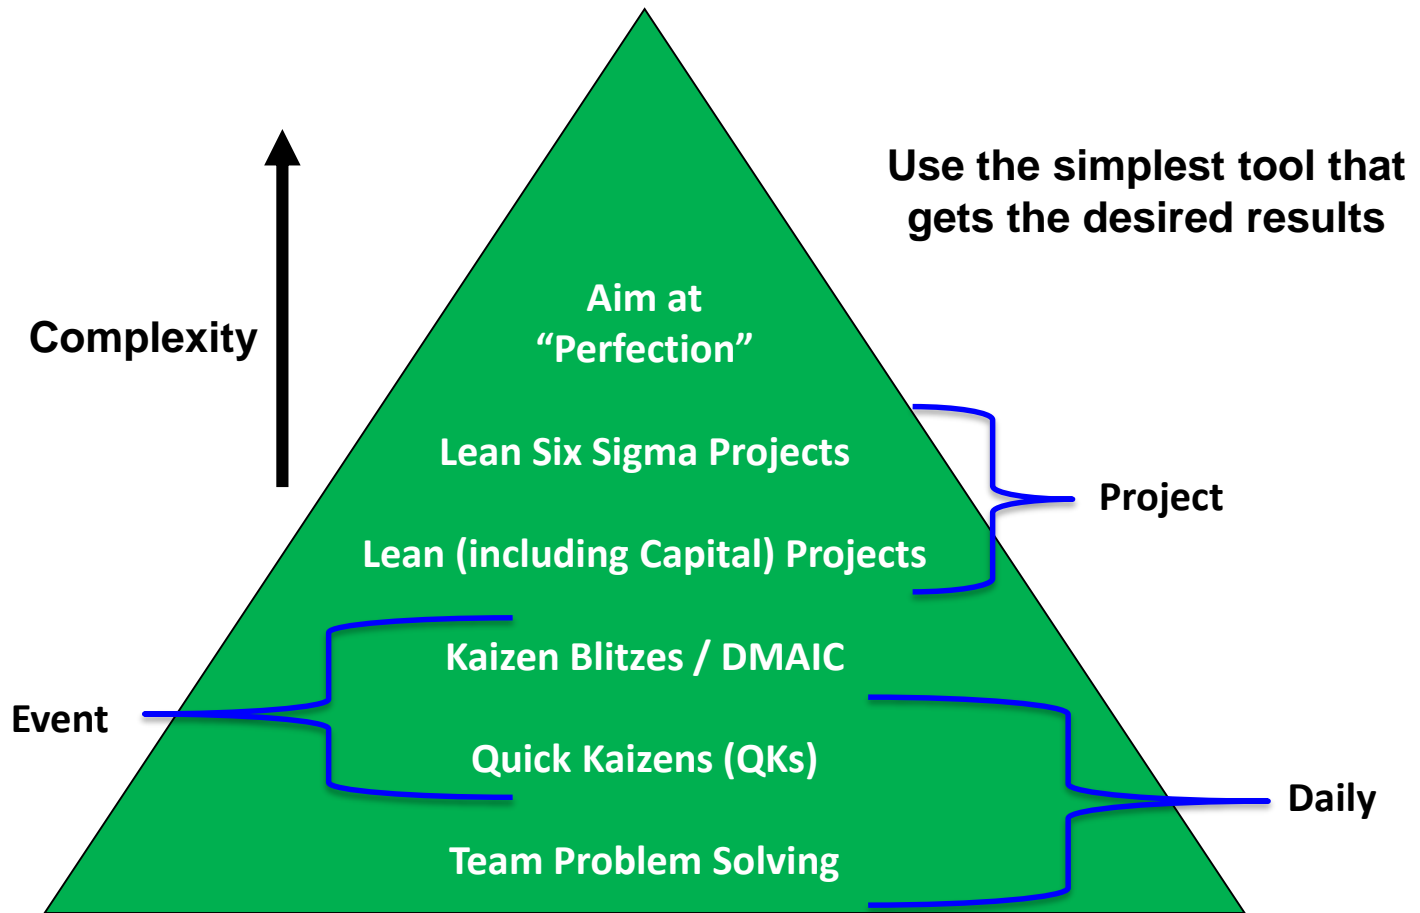 Use the simplest tool that
gets the desired results
Complexity
Aim at
“Perfection”
Lean Six Sigma Projects
Project
Lean (including Capital) Projects
Kaizen Blitzes / DMAIC
Event
Quick Kaizens (QKs)
Daily
Team Problem Solving